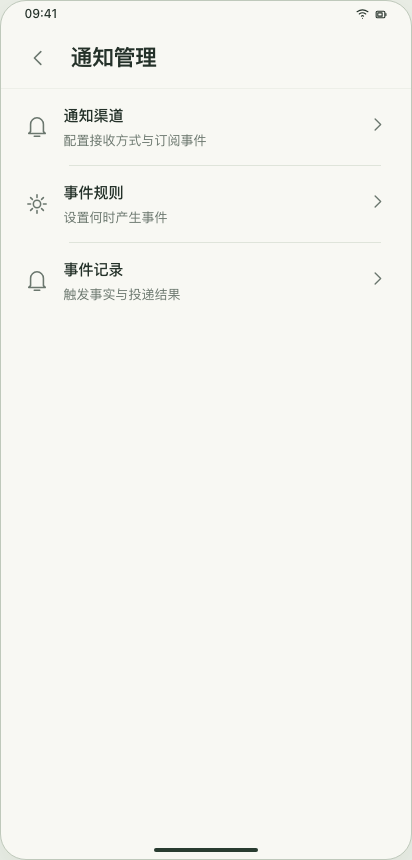 09:41
通知管理
通知渠道
配置接收方式与订阅事件
事件规则
设置何时产生事件
事件记录
触发事实与投递结果